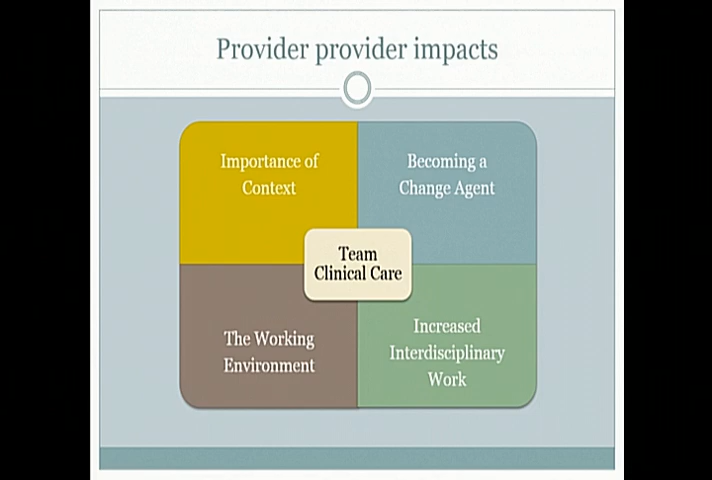 Provider provider impacts
Importance of
Context
Becoming a
Change Agent
Team
Clinical Care
The Working
Environment
Increased
Interdisciplinary
Work